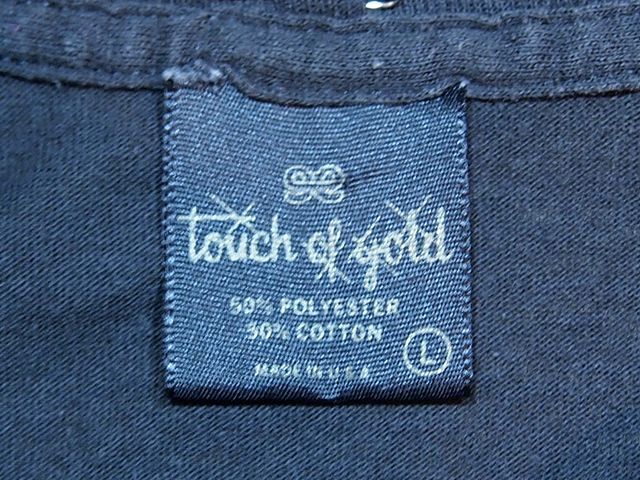 touch of gold
50% POLYESTER
50% COTTON
L
MADE IN U.S.A